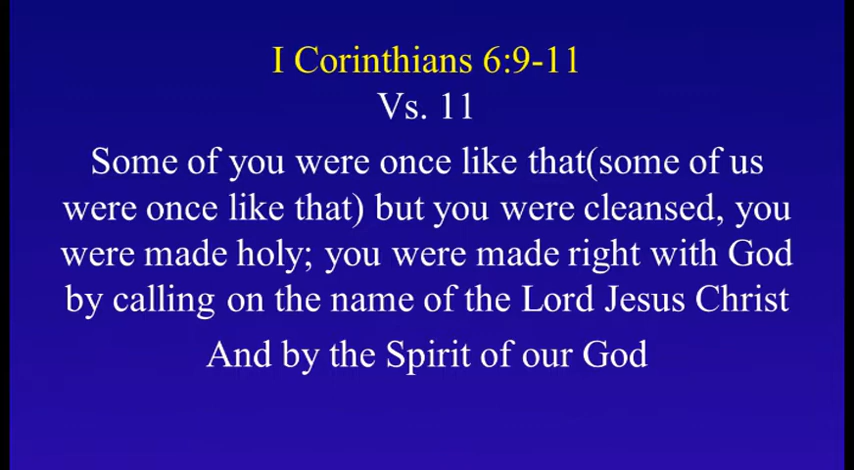 I Corinthians 6:9-11
Vs. 11
Some of you were once like that(some of us
were once like that) but you were cleansed, you
were made holy; you were made right with God
by calling on the name of the Lord Jesus Christ
And by the Spirit of our God